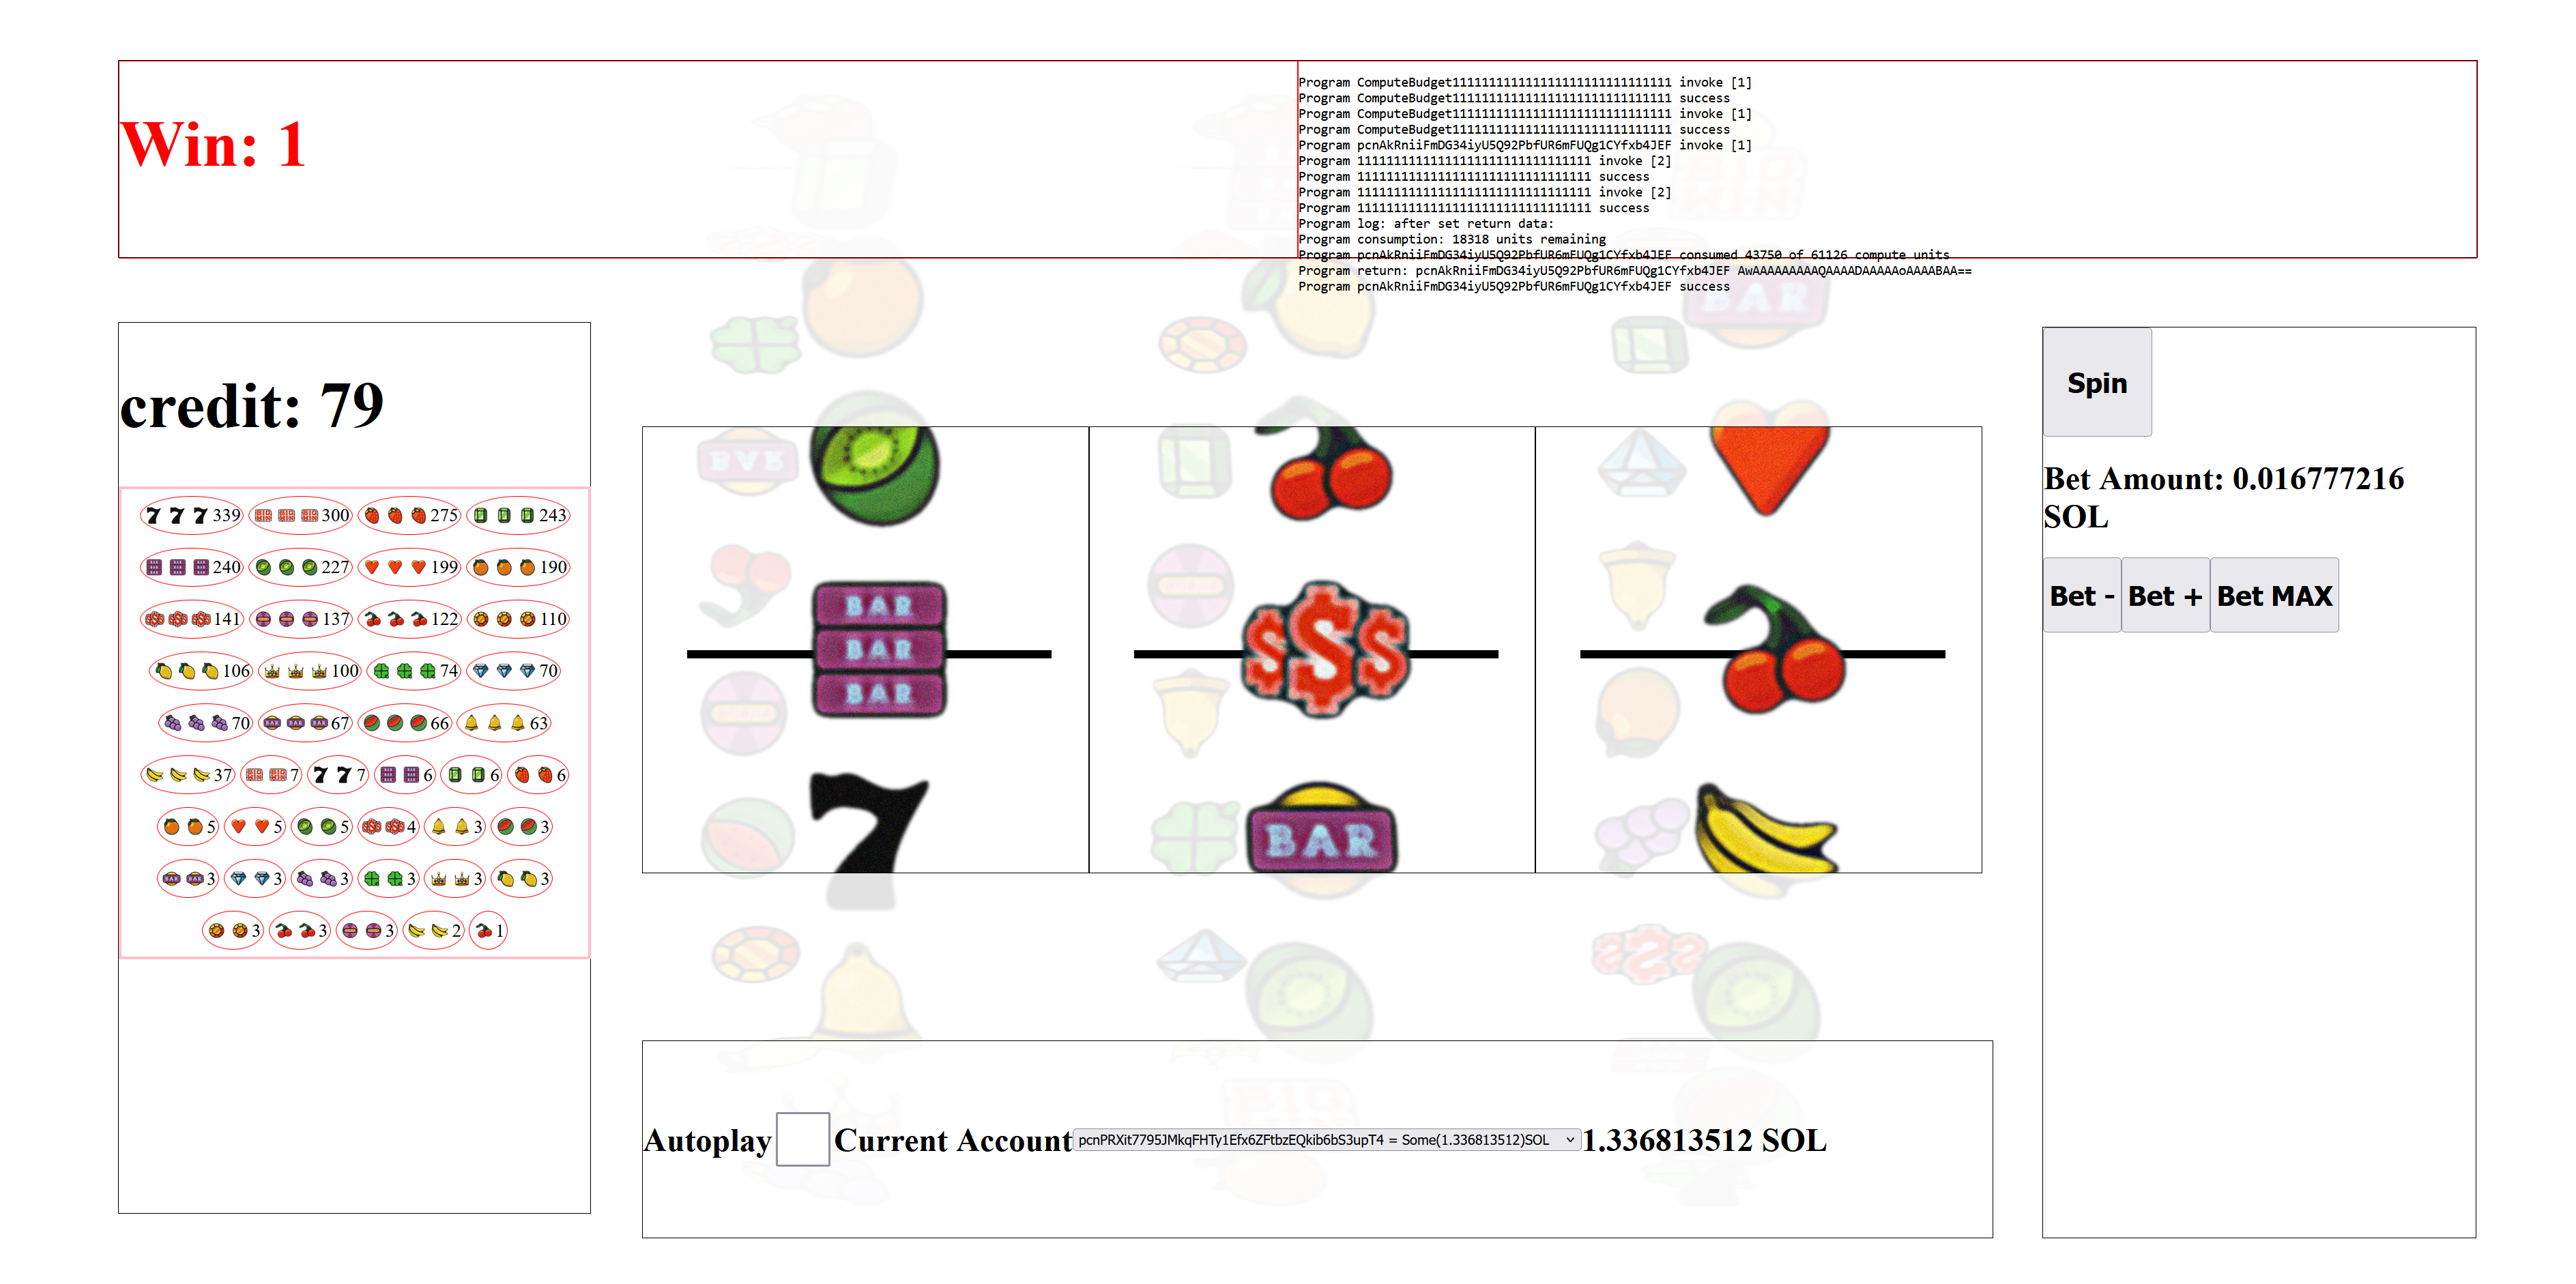 Win: 1
Program ComputeBudget111111111111111111111111111111 invoke [1]
Program ComputeBudget111111111111111111111111111111 success
Program ComputeBudget111111111111111111111111111111 invoke [1]
Program ComputeBudget111111111111111111111111111111 success
Program pcnAkRniiFmDG34iyU5Q92PbfUR6mFUQg1CYfxb4JEF invoke [1]
Program 11111111111111111111111111111111 invoke [2]
Program 11111111111111111111111111111111 success
Program 11111111111111111111111111111111 invoke [2]
Program 11111111111111111111111111111111 success
Program log: after set return data:
Program consumption: 18318 units remaining
Program pcnAkRniiFmDG34iyU5Q92PbfUR6mFUQg1CYfxb4JEF consumed 43750 of 61126 compute units
Program return: pcnAkRniiFmDG34iyU5Q92PbfUR6mFUQg1CYfxb4JEF AwAAAAAAAAAQAAAADAAAAAoAAAABAA==
Program pcnAkRniiFmDG34iyU5Q92PbfUR6mFUQg1CYfxb4JEF success
credit: 79
7 7 7 339 300 275 243
240 227 199 190
141 137 122 110
106 100 74 70
70 BAR BAR BAR 67 66 63
37 7 7 7 7 6 6 6
5 5 5 4 3 3
BAR BAR 3 3 3 3 3 3
3 3 3 2 1
BAR
BAR
BAR
$$$
7
BAR
Spin
Bet Amount: 0.016777216
SOL
Bet - Bet + Bet MAX
Autoplay Current Account pcnPRXit7795JMkqFHTy1Efx6ZFtbzEQkib6bS3upT4 = Some(1.336813512)SOL 1.336813512 SOL